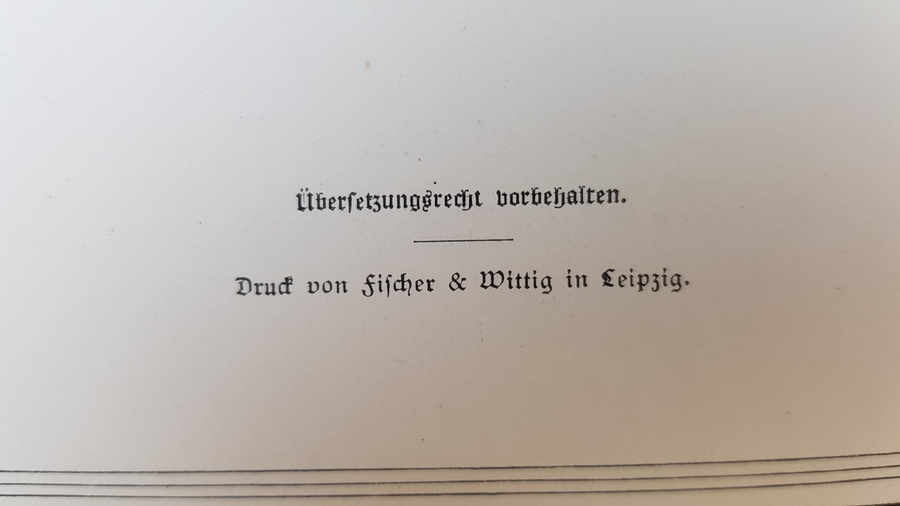 Überſetzungsrecht vorbehalten.
Druck von Fiſcher & Wittig in Leipzig.